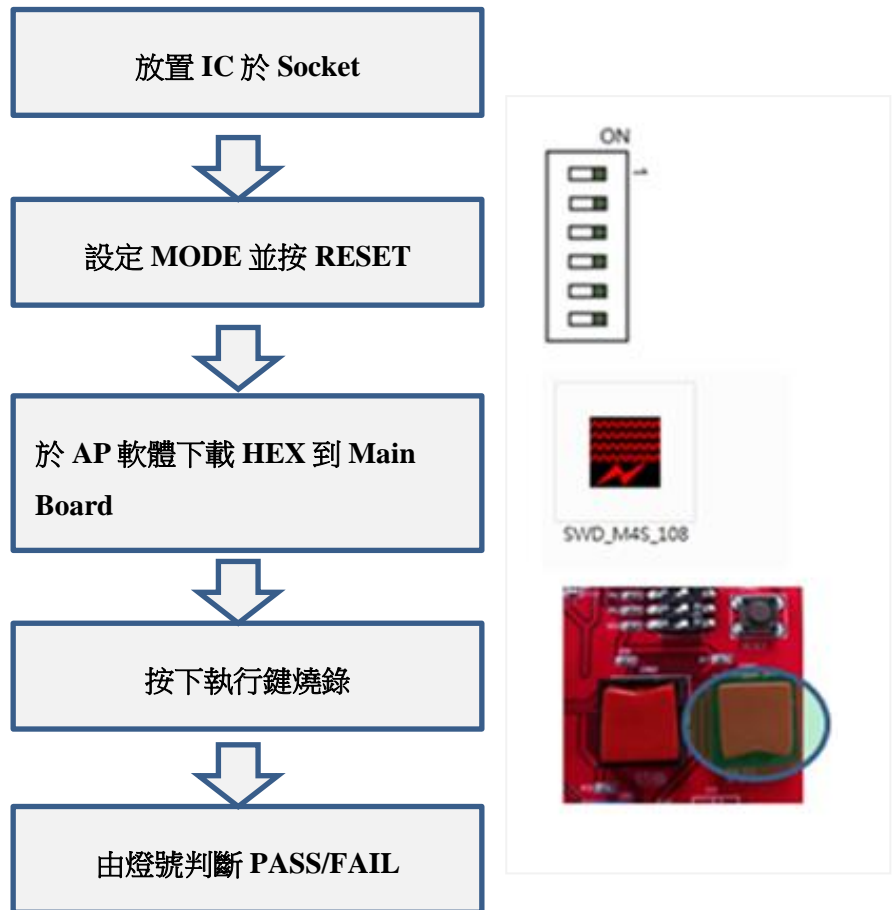 放置 IC 於 Socket
設定 MODE 並按 RESET
於 AP 軟體下載 HEX 到 Main
Board
按下執行鍵燒錄
由燈號判斷 PASS/FAIL
ON
1
SWD_M4S_108